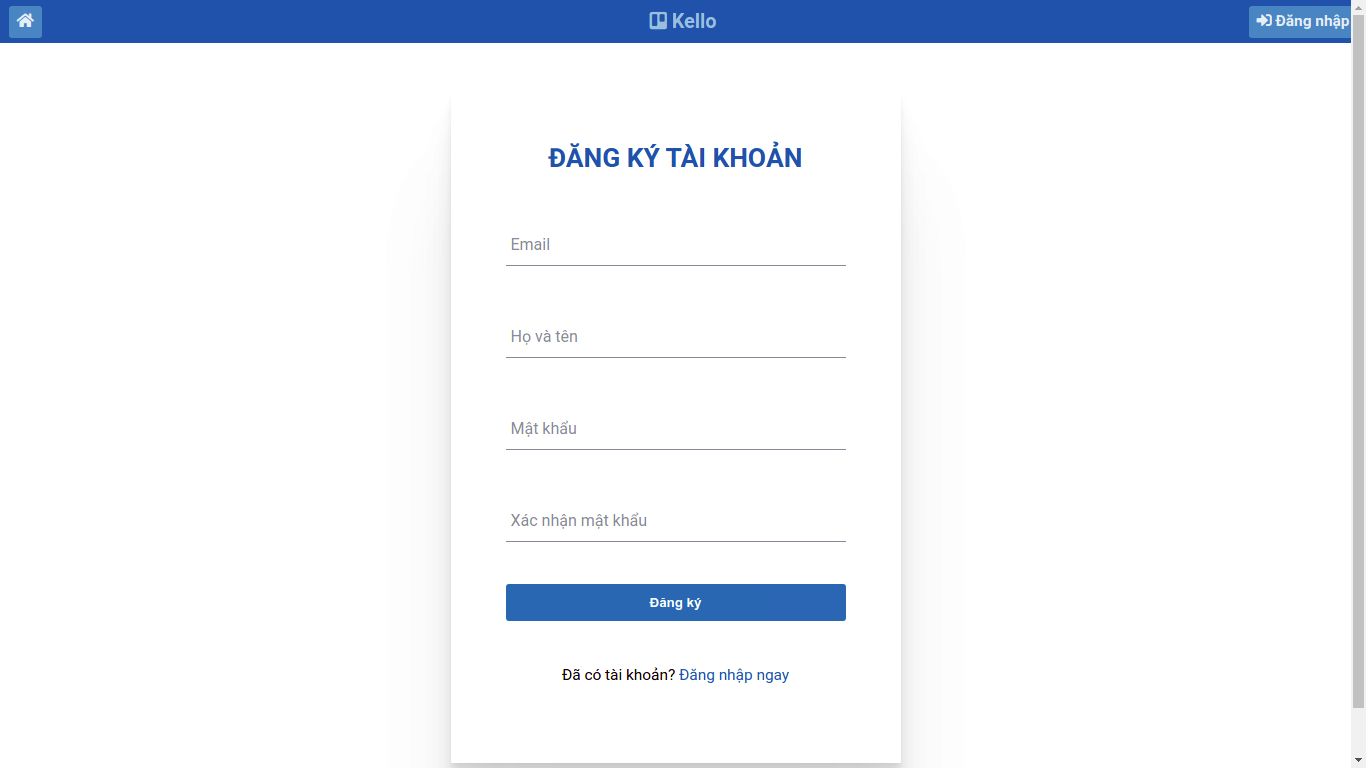 Kello
Đăng nhập
ĐĂNG KÝ TÀI KHOẢN
Email
Họ và tên
Mật khẩu
Xác nhận mật khẩu
Đăng ký
Đã có tài khoản? Đăng nhập ngay